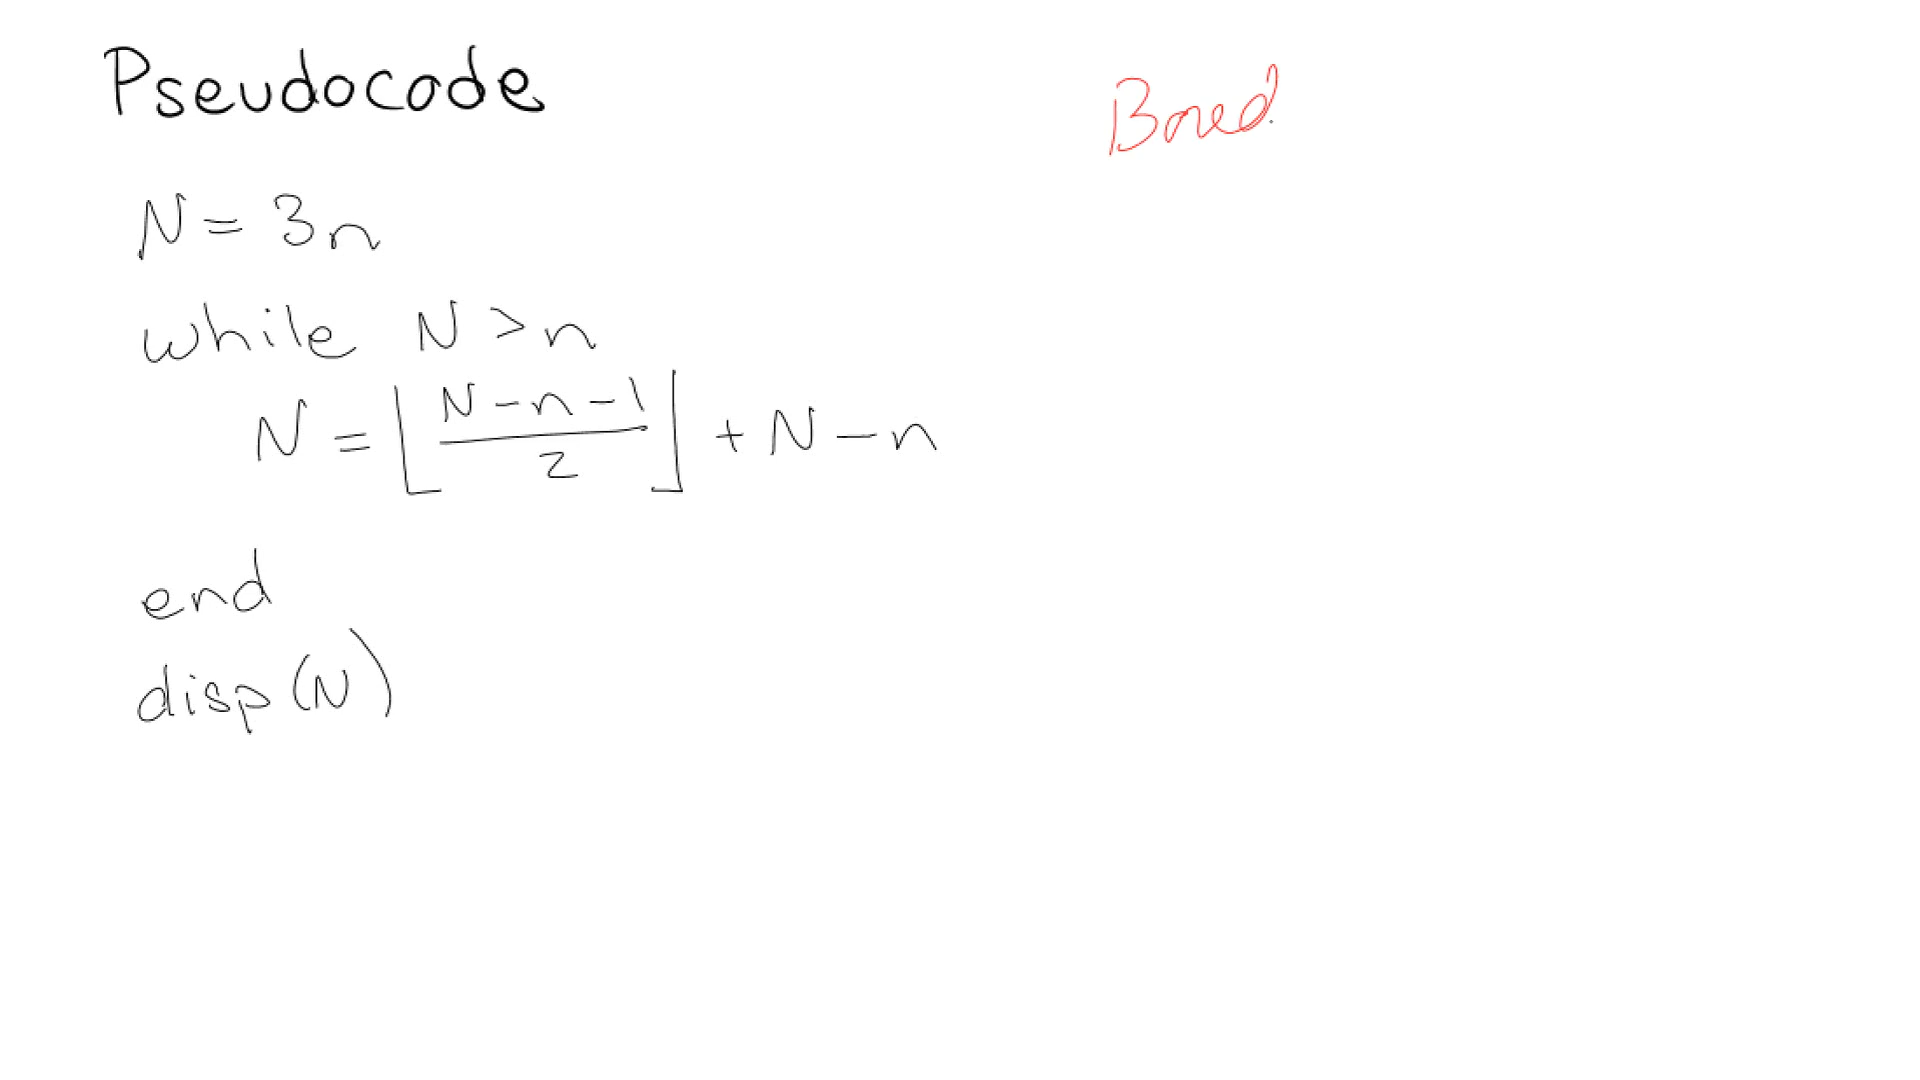 Pseudocode
Bored.
N = 3n
while N > n
N = ⌊(N-n-1)/2⌋ + N - n
end
disp(N)